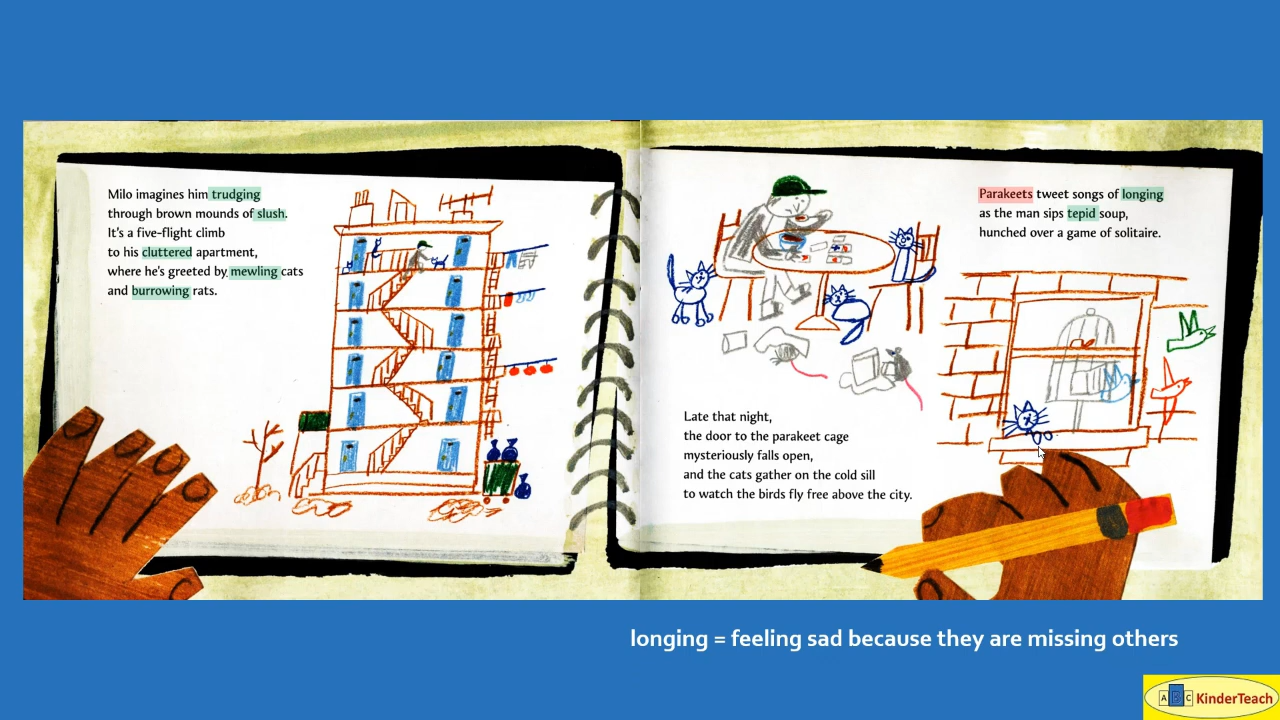 Milo imagines him trudging
through brown mounds of slush.
It's a five-flight climb
to his cluttered apartment,
where he's greeted by mewling cats
and burrowing rats.
Parakeets tweet songs of longing
as the man sips tepid soup,
hunched over a game of solitaire.
Late that night,
the door to the parakeet cage
mysteriously falls open,
and the cats gather on the cold sill
to watch the birds fly free above the city.
longing = feeling sad because they are missing others
A B C KinderTeach